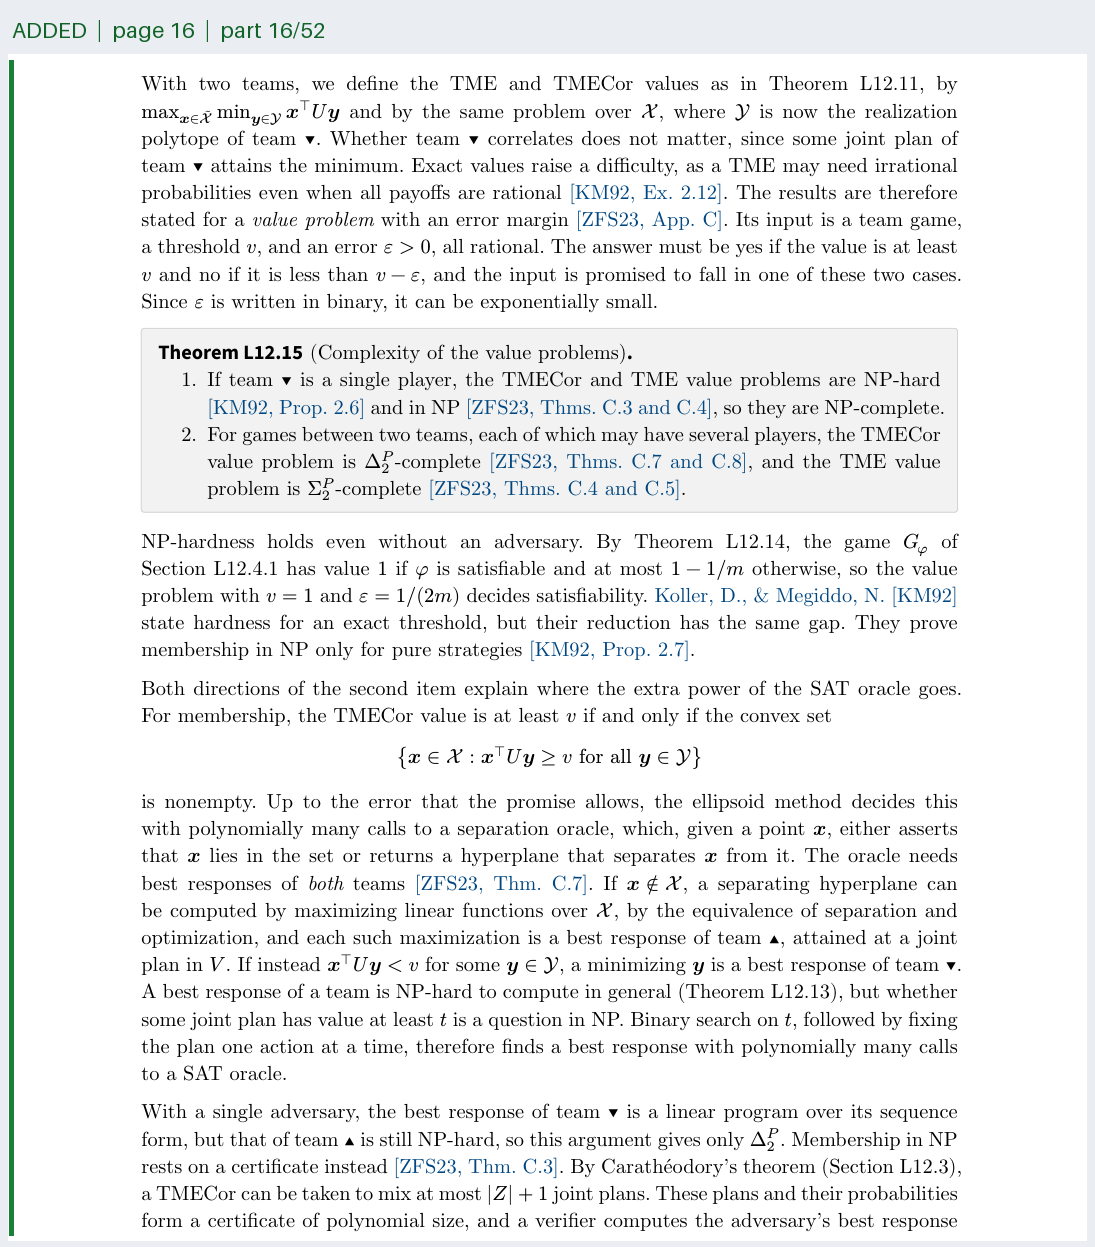 ADDED | page 16 | part 16/52
With two teams, we define the TME and TMECor values as in Theorem L12.11, by
max_{x∈X̃} min_{y∈𝒴} x^⊤Uy and by the same problem over 𝒳, where 𝒴 is now the realization
polytope of team ▼. Whether team ▼ correlates does not matter, since some joint plan of
team ▼ attains the minimum. Exact values raise a difficulty, as a TME may need irrational
probabilities even when all payoffs are rational [KM92, Ex. 2.12]. The results are therefore
stated for a value problem with an error margin [ZFS23, App. C]. Its input is a team game,
a threshold v, and an error ε > 0, all rational. The answer must be yes if the value is at least
v and no if it is less than v − ε, and the input is promised to fall in one of these two cases.
Since ε is written in binary, it can be exponentially small.
Theorem L12.15 (Complexity of the value problems).
1. If team ▼ is a single player, the TMECor and TME value problems are NP-hard
[KM92, Prop. 2.6] and in NP [ZFS23, Thms. C.3 and C.4], so they are NP-complete.
2. For games between two teams, each of which may have several players, the TMECor
value problem is Δ₂^P-complete [ZFS23, Thms. C.7 and C.8], and the TME value
problem is Σ₂^P-complete [ZFS23, Thms. C.4 and C.5].
NP-hardness holds even without an adversary. By Theorem L12.14, the game G_φ of
Section L12.4.1 has value 1 if φ is satisfiable and at most 1 − 1/m otherwise, so the value
problem with v = 1 and ε = 1/(2m) decides satisfiability. Koller, D., & Megiddo, N. [KM92]
state hardness for an exact threshold, but their reduction has the same gap. They prove
membership in NP only for pure strategies [KM92, Prop. 2.7].
Both directions of the second item explain where the extra power of the SAT oracle goes.
For membership, the TMECor value is at least v if and only if the convex set
{x ∈ 𝒳 : x^⊤Uy ≥ v for all y ∈ 𝒴}
is nonempty. Up to the error that the promise allows, the ellipsoid method decides this
with polynomially many calls to a separation oracle, which, given a point x, either asserts
that x lies in the set or returns a hyperplane that separates x from it. The oracle needs
best responses of both teams [ZFS23, Thm. C.7]. If x ∉ 𝒳, a separating hyperplane can
be computed by maximizing linear functions over 𝒳, by the equivalence of separation and
optimization, and each such maximization is a best response of team ▲, attained at a joint
plan in V. If instead x^⊤Uy < v for some y ∈ 𝒴, a minimizing y is a best response of team ▼.
A best response of a team is NP-hard to compute in general (Theorem L12.13), but whether
some joint plan has value at least t is a question in NP. Binary search on t, followed by fixing
the plan one action at a time, therefore finds a best response with polynomially many calls
to a SAT oracle.
With a single adversary, the best response of team ▼ is a linear program over its sequence
form, but that of team ▲ is still NP-hard, so this argument gives only Δ₂^P. Membership in NP
rests on a certificate instead [ZFS23, Thm. C.3]. By Carathéodory's theorem (Section L12.3),
a TMECor can be taken to mix at most |Z| + 1 joint plans. These plans and their probabilities
form a certificate of polynomial size, and a verifier computes the adversary's best response